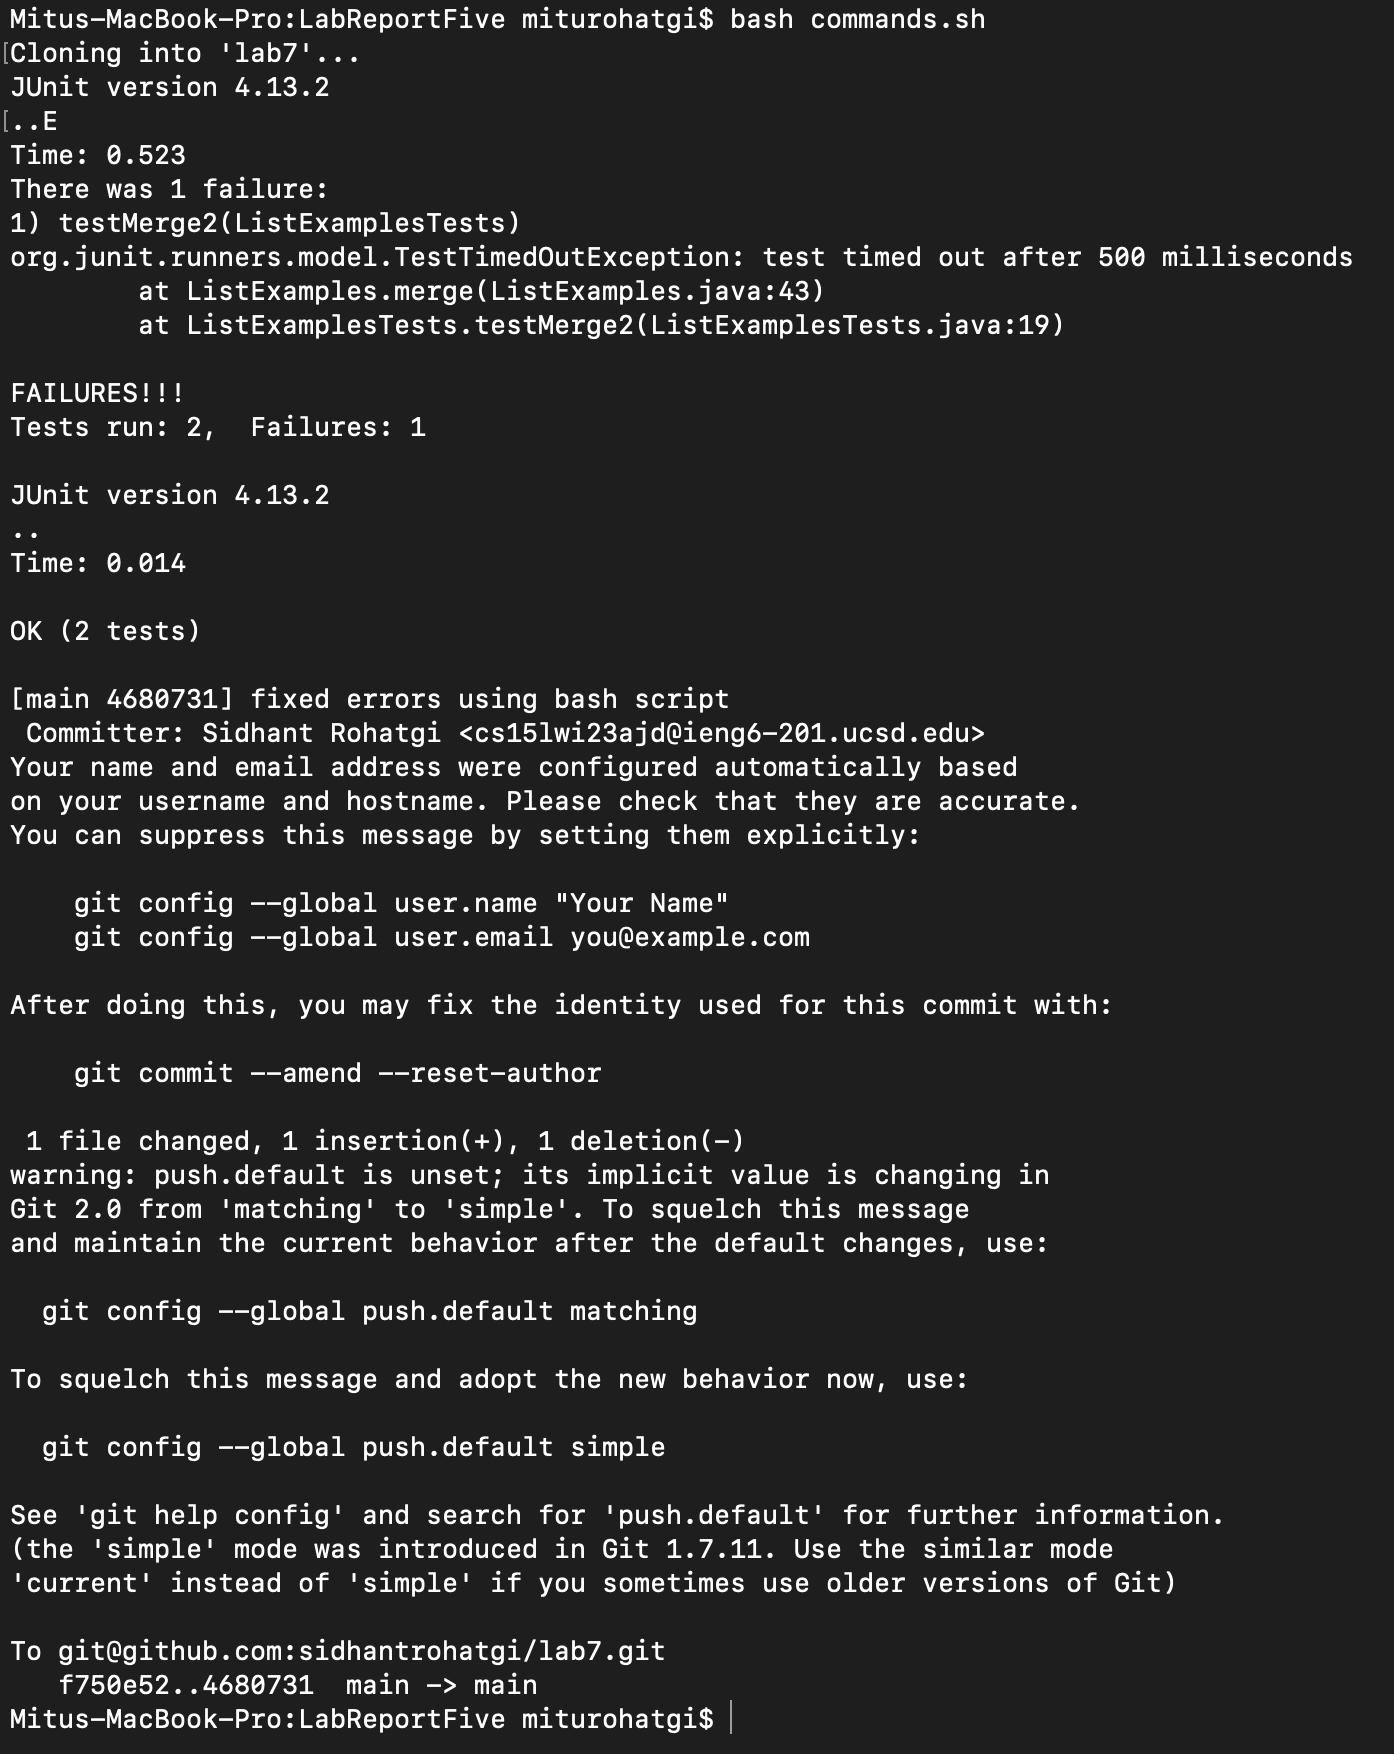 Mitus-MacBook-Pro:LabReportFive miturohatgi$ bash commands.sh
[Cloning into 'lab7'...
JUnit version 4.13.2
[..E
Time: 0.523
There was 1 failure:
1) testMerge2(ListExamplesTests)
org.junit.runners.model.TestTimedOutException: test timed out after 500 milliseconds
        at ListExamples.merge(ListExamples.java:43)
        at ListExamplesTests.testMerge2(ListExamplesTests.java:19)

FAILURES!!!
Tests run: 2,  Failures: 1

JUnit version 4.13.2
..
Time: 0.014

OK (2 tests)

[main 4680731] fixed errors using bash script
 Committer: Sidhant Rohatgi <cs15lwi23ajd@ieng6-201.ucsd.edu>
Your name and email address were configured automatically based
on your username and hostname. Please check that they are accurate.
You can suppress this message by setting them explicitly:

    git config --global user.name "Your Name"
    git config --global user.email you@example.com

After doing this, you may fix the identity used for this commit with:

    git commit --amend --reset-author

 1 file changed, 1 insertion(+), 1 deletion(-)
warning: push.default is unset; its implicit value is changing in
Git 2.0 from 'matching' to 'simple'. To squelch this message
and maintain the current behavior after the default changes, use:

  git config --global push.default matching

To squelch this message and adopt the new behavior now, use:

  git config --global push.default simple

See 'git help config' and search for 'push.default' for further information.
(the 'simple' mode was introduced in Git 1.7.11. Use the similar mode
'current' instead of 'simple' if you sometimes use older versions of Git)

To git@github.com:sidhantrohatgi/lab7.git
   f750e52..4680731  main -> main
Mitus-MacBook-Pro:LabReportFive miturohatgi$